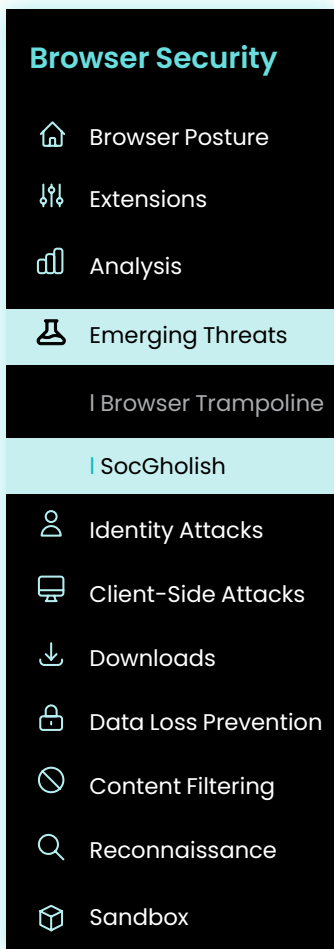 Browser Security
Browser Posture
Extensions
Analysis
Emerging Threats
| Browser Trampoline
| SocGholish
Identity Attacks
Client-Side Attacks
Downloads
Data Loss Prevention
Content Filtering
Reconnaissance
Sandbox